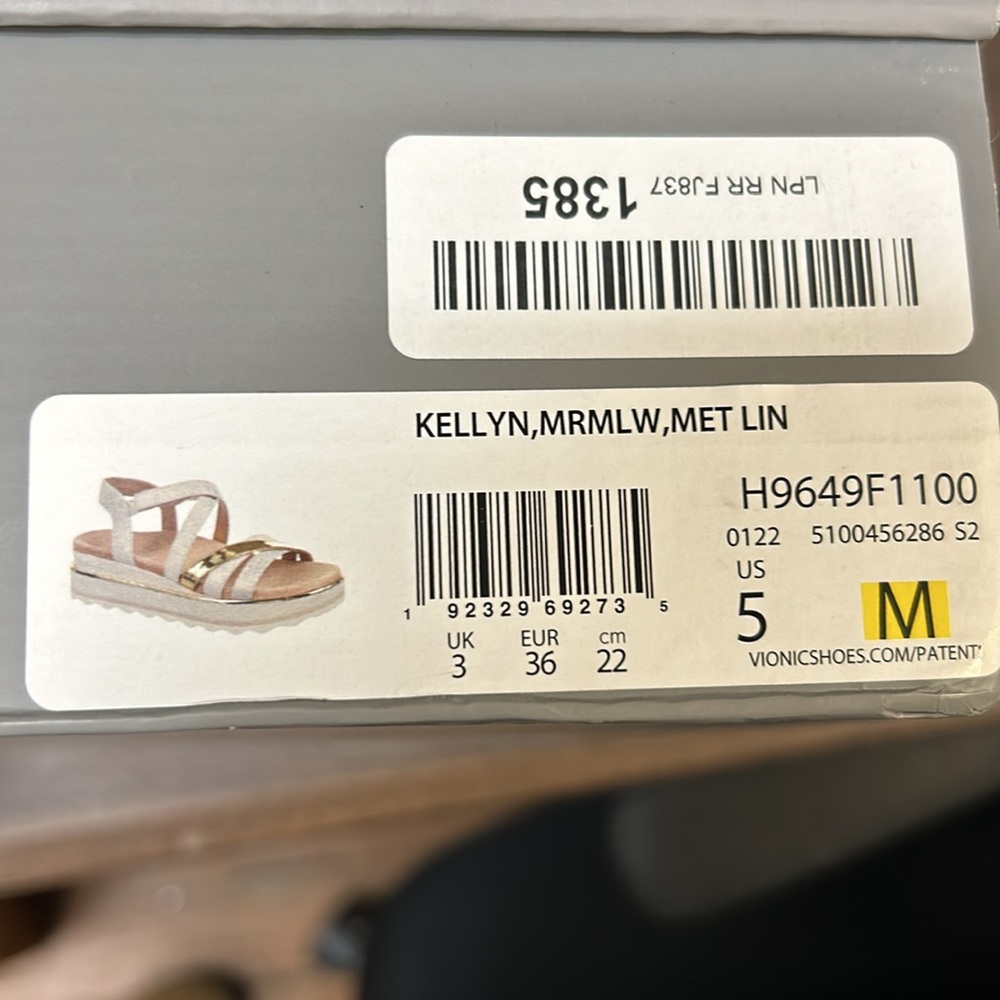 LPN RR FJ837 1385
KELLYN,MRMLW,MET LIN
H9649F1100
0122 5100456286 S2
US
5 M
VIONICSHOES.COM/PATENT
1 92329 69273 5
UK EUR cm
3 36 22